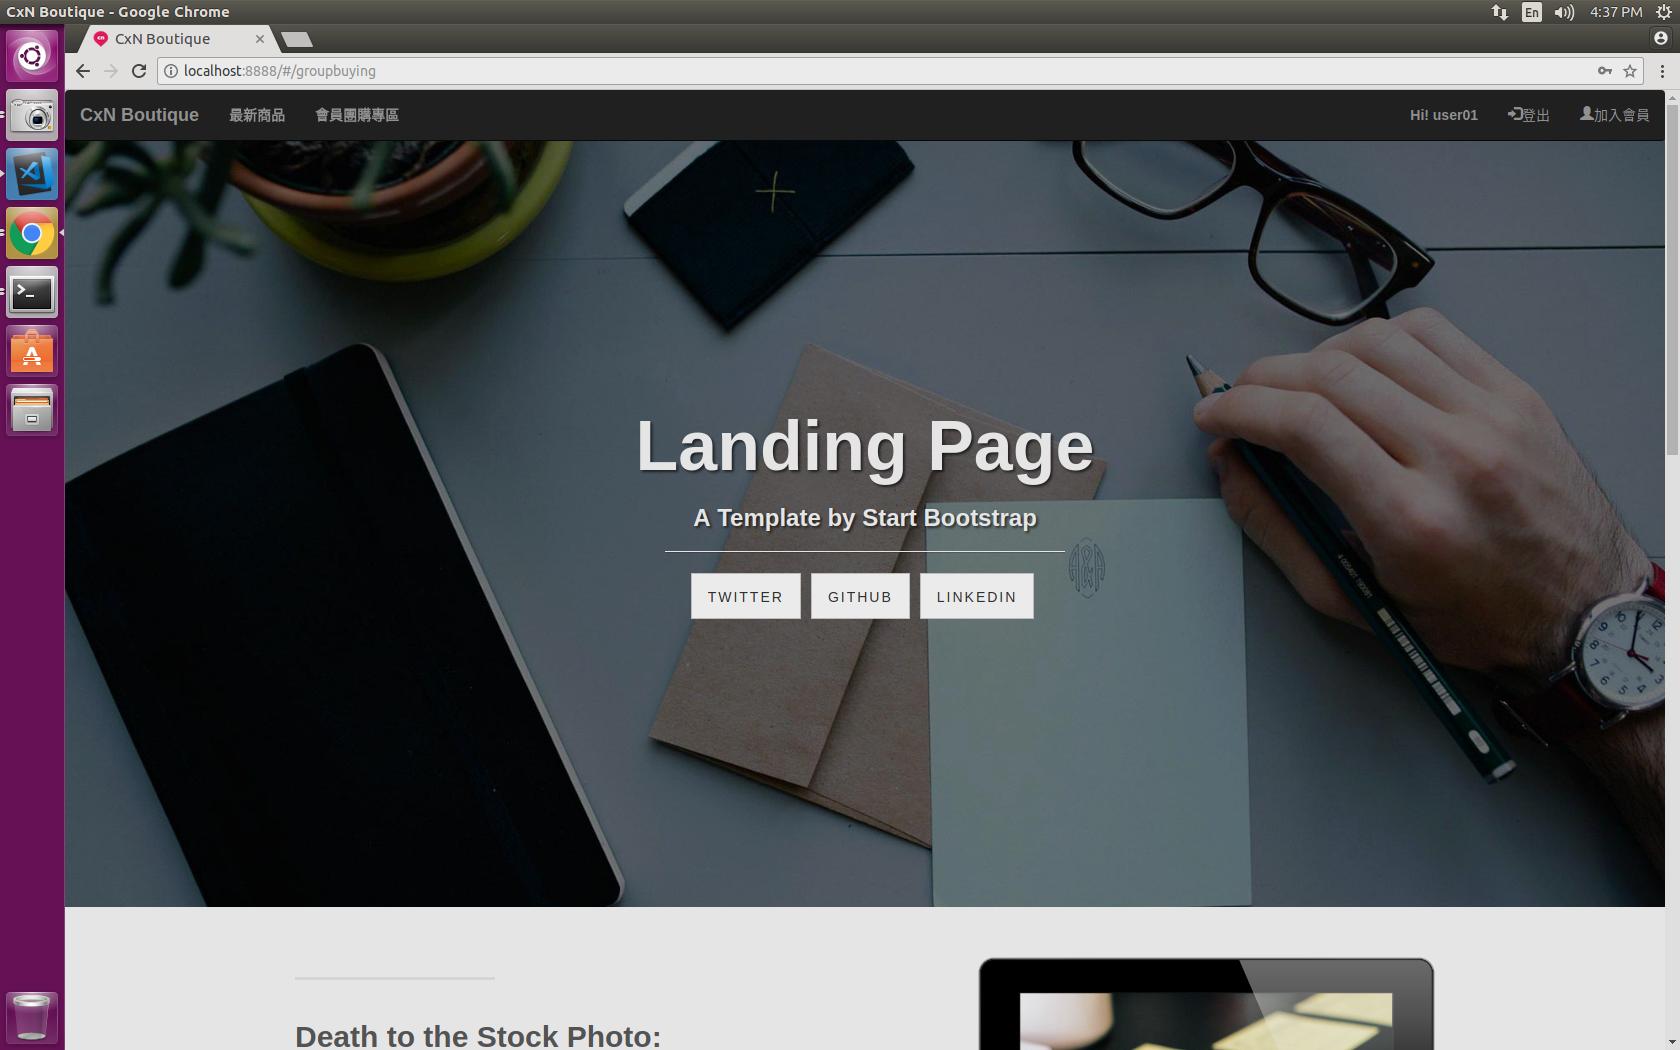 CxN Boutique - Google Chrome
En
4:37 PM
CxN Boutique
localhost:8888/#/groupbuying
CxN Boutique 最新商品 會員團購專區 Hi! user01 登出 加入會員
Landing Page
A Template by Start Bootstrap
TWITTER GITHUB LINKEDIN
Death to the Stock Photo: